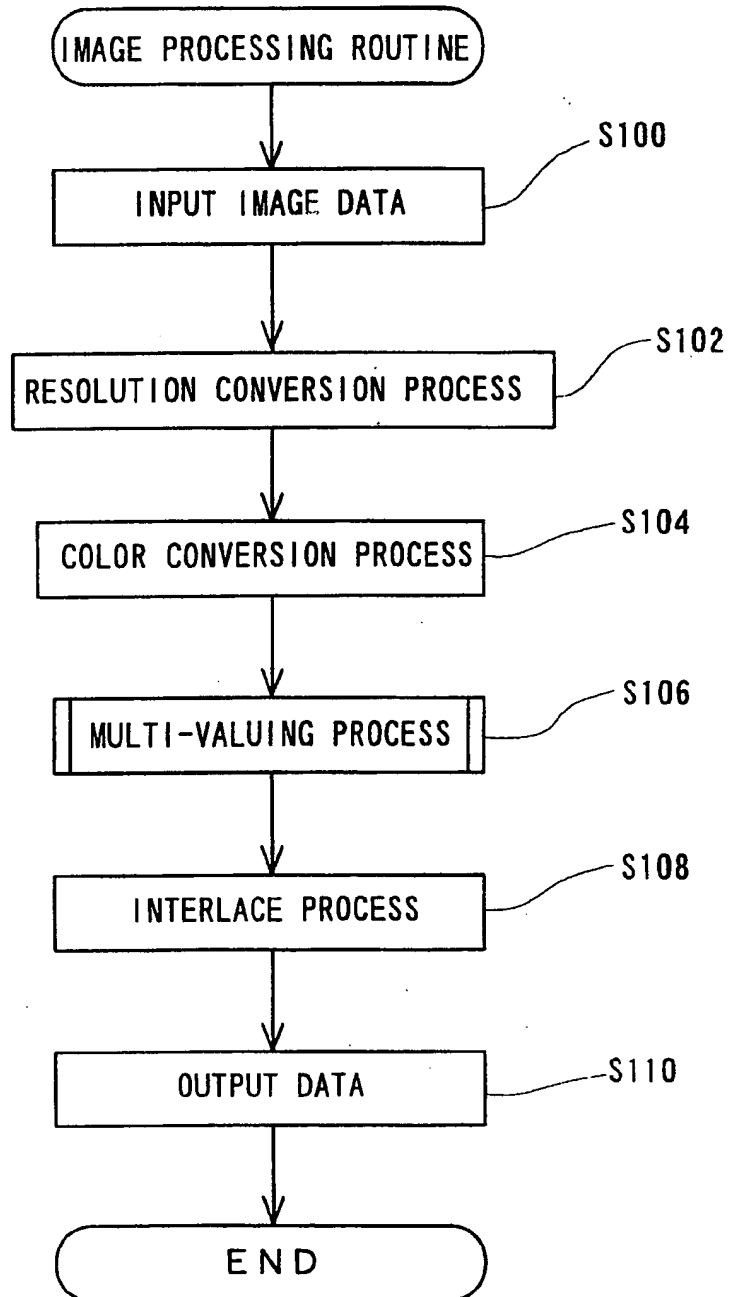 IMAGE PROCESSING ROUTINE
S100
INPUT IMAGE DATA
S102
RESOLUTION CONVERSION PROCESS
S104
COLOR CONVERSION PROCESS
S106
MULTI-VALUING PROCESS
S108
INTERLACE PROCESS
S110
OUTPUT DATA
END